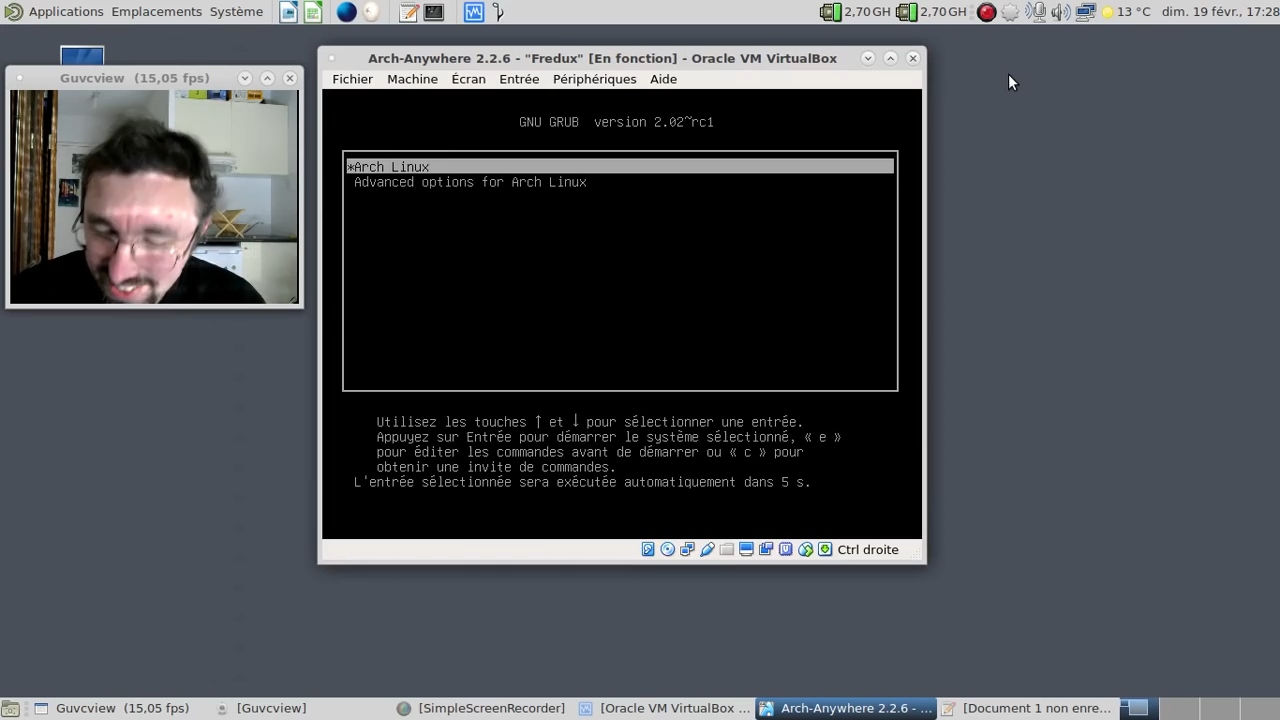 Applications Emplacements Système
2,70 GH 2,70 GH 13 °C dim. 19 févr., 17:28
Guvcview (15,05 fps)
Arch-Anywhere 2.2.6 - "Fredux" [En fonction] - Oracle VM VirtualBox
Fichier Machine Écran Entrée Périphériques Aide
GNU GRUB version 2.02~rc1
*Arch Linux
Advanced options for Arch Linux
Utilisez les touches ↑ et ↓ pour sélectionner une entrée.
Appuyez sur Entrée pour démarrer le système sélectionné, « e »
pour éditer les commandes avant de démarrer ou « c » pour
obtenir une invite de commandes.
L'entrée sélectionnée sera exécutée automatiquement dans 5 s.
Ctrl droite
Guvcview (15,05 fps) [Guvcview] [SimpleScreenRecorder] [Oracle VM VirtualBox ... Arch-Anywhere 2.2.6 - ... [Document 1 non enre...